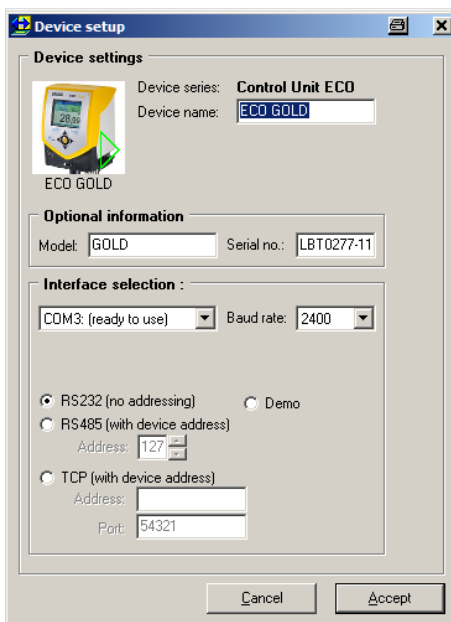 Device setup
Device settings
Device series: Control Unit ECO
Device name: ECO GOLD
28,99
ECO GOLD
Optional information
Model: GOLD Serial no.: LBT0277-11
Interface selection :
COM3: (ready to use) Baud rate: 2400
RS232 (no addressing) Demo
RS485 (with device address)
Address: 127
TCP (with device address)
Address:
Port: 54321
Cancel Accept